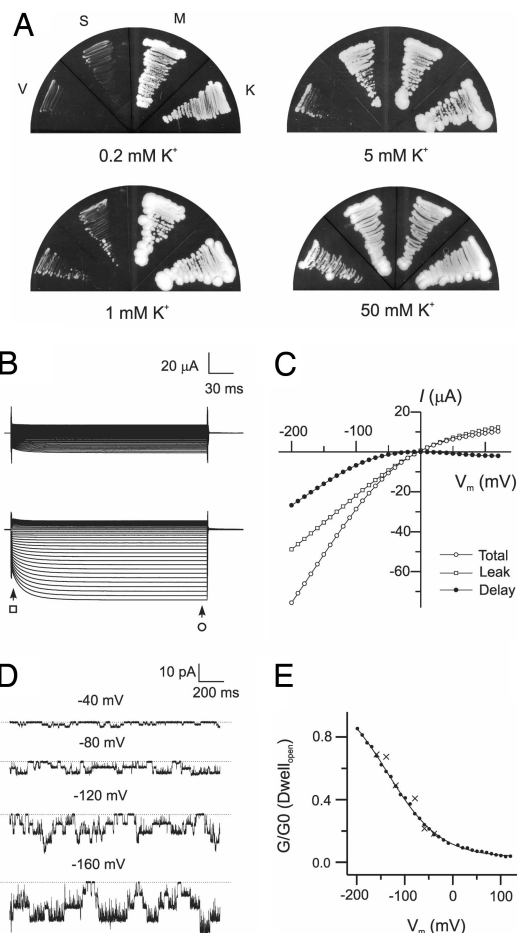 A
S
M
V
K
0.2 mM K⁺
5 mM K⁺
1 mM K⁺
50 mM K⁺
B
20 µA
30 ms
C
I (µA)
-200
-100
20
-20
-40
-60
Vm (mV)
Total
Leak
Delay
D
10 pA
200 ms
-40 mV
-80 mV
-120 mV
-160 mV
E
G/G0 (Dwellopen)
0.8
0.4
0.0
-200
-100
0
100
Vm (mV)